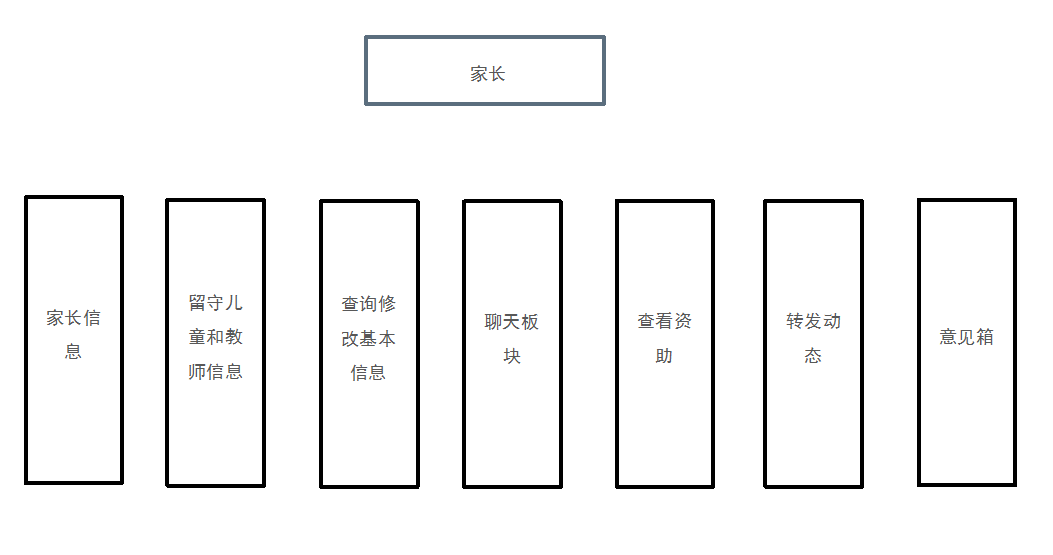 家长
家长信
息
留守儿
童和教
师信息
查询修
改基本
信息
聊天板
块
查看资
助
转发动
态
意见箱